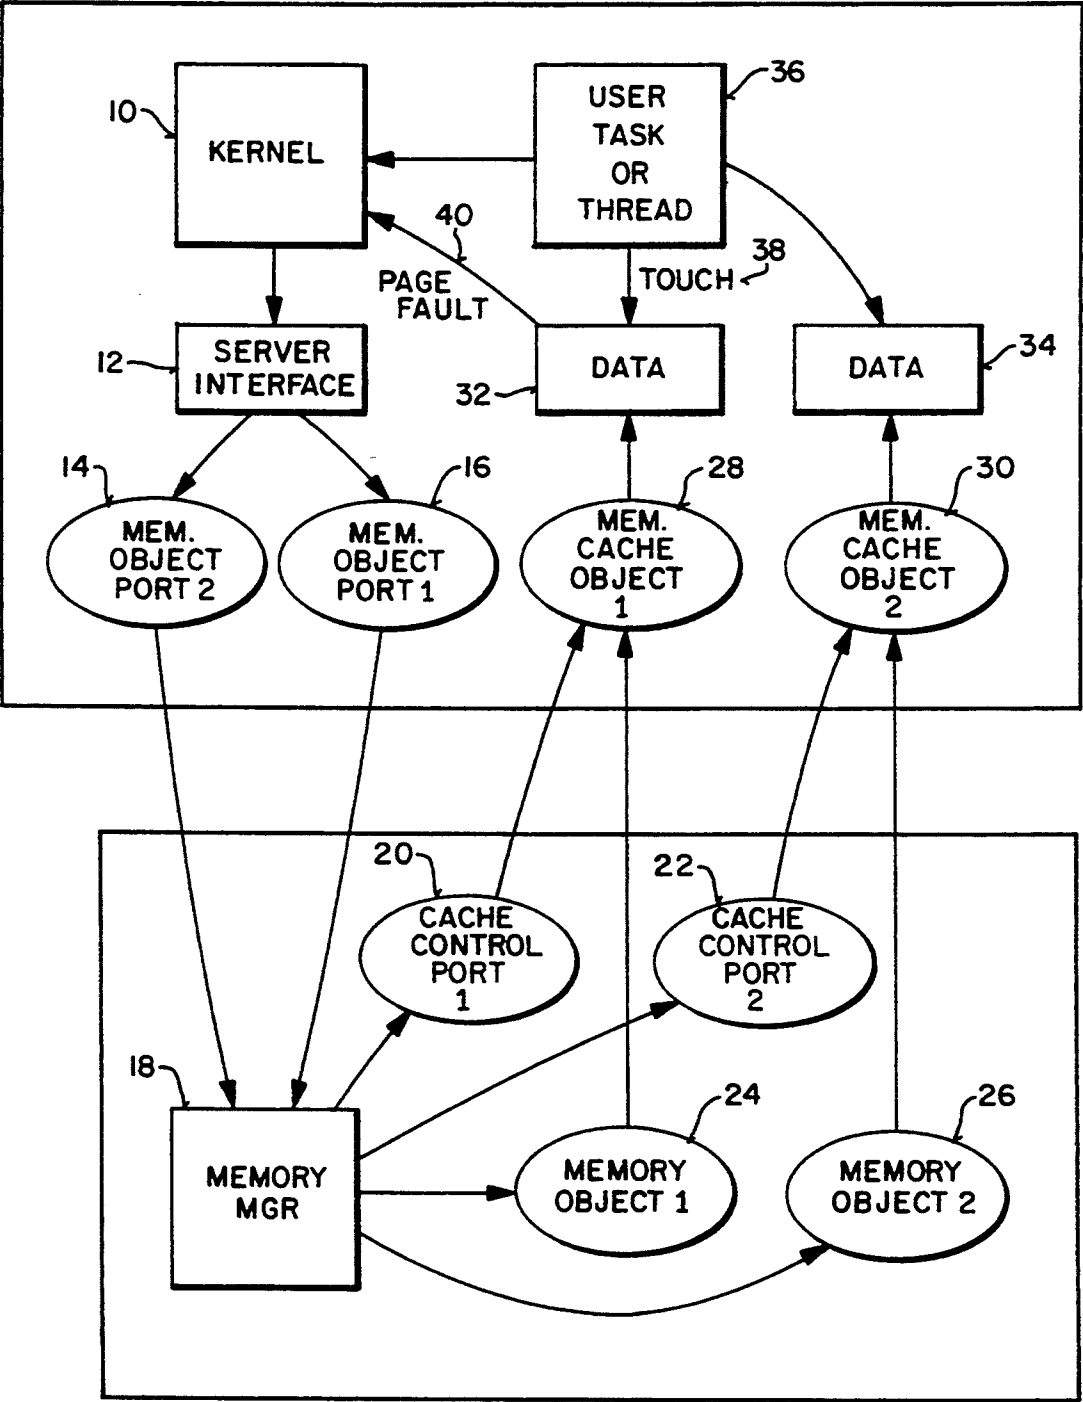 10
KERNEL
USER
TASK
OR
THREAD
36
40
PAGE
FAULT
TOUCH
38
12
SERVER
INTERFACE
32
DATA
DATA
34
14
MEM.
OBJECT
PORT 2
16
MEM.
OBJECT
PORT 1
28
MEM.
CACHE
OBJECT
1
30
MEM.
CACHE
OBJECT
2
20
CACHE
CONTROL
PORT
1
22
CACHE
CONTROL
PORT
2
18
MEMORY
MGR
24
MEMORY
OBJECT 1
26
MEMORY
OBJECT 2